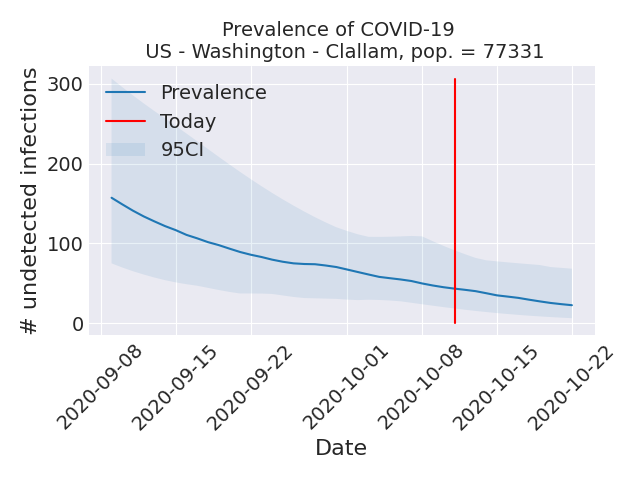 Prevalence of COVID-19
US - Washington - Clallam, pop. = 77331
# undetected infections
300
200
100
0
Prevalence
Today
95CI
2020-09-08
2020-09-15
2020-09-22
2020-10-01
2020-10-08
2020-10-15
2020-10-22
Date